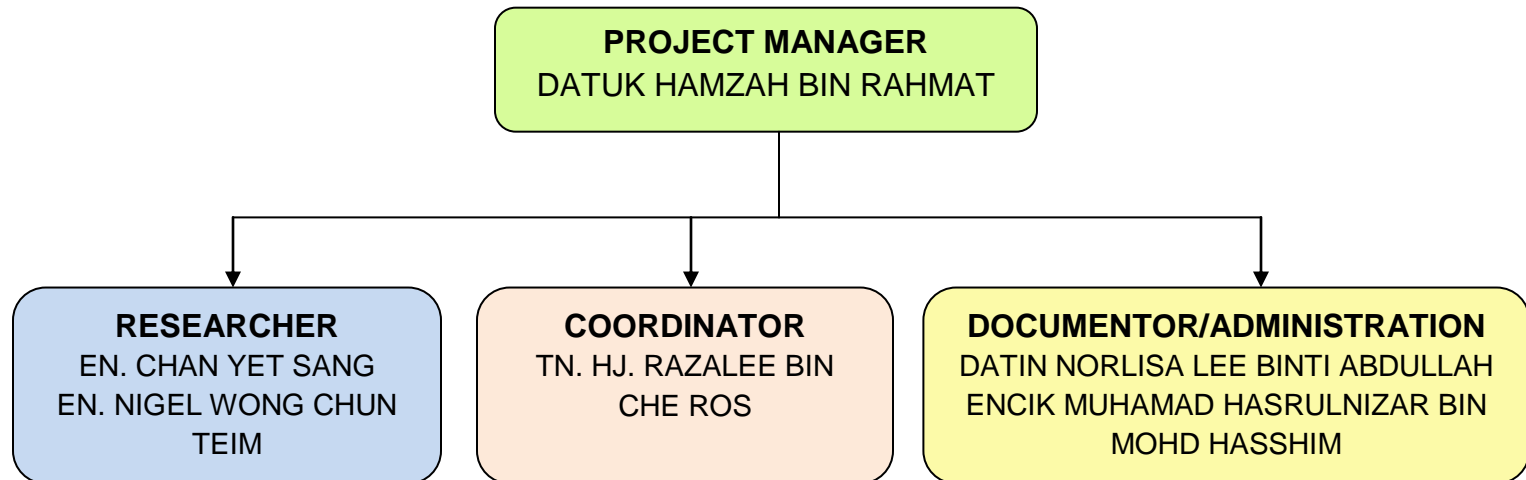 PROJECT MANAGER
DATUK HAMZAH BIN RAHMAT
RESEARCHER
EN. CHAN YET SANG
EN. NIGEL WONG CHUN
TEIM
COORDINATOR
TN. HJ. RAZALEE BIN
CHE ROS
DOCUMENTOR/ADMINISTRATION
DATIN NORLISA LEE BINTI ABDULLAH
ENCIK MUHAMAD HASRULNIZAR BIN
MOHD HASSHIM